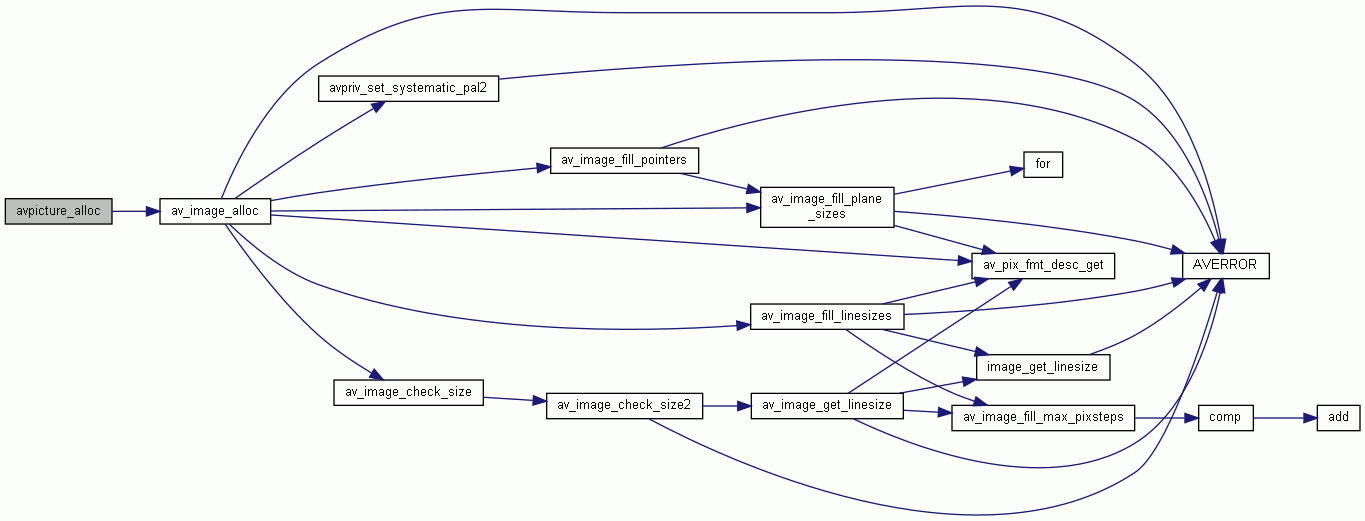 avpicture_alloc
av_image_alloc
avpriv_set_systematic_pal2
av_image_fill_pointers
av_image_fill_plane
_sizes
for
av_pix_fmt_desc_get
AVERROR
av_image_fill_linesizes
image_get_linesize
av_image_check_size
av_image_check_size2
av_image_get_linesize
av_image_fill_max_pixsteps
comp
add